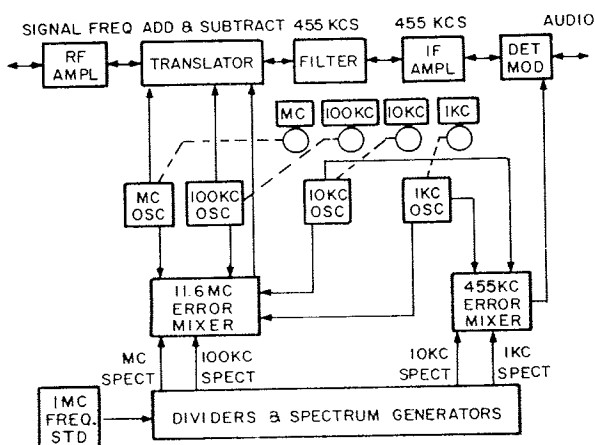 SIGNAL FREQ ADD & SUBTRACT 455 KCS 455 KCS AUDIO
RF
AMPL
TRANSLATOR
FILTER
IF
AMPL
DET
MOD
MC
100KC
10KC
1KC
MC
OSC
100KC
OSC
10KC
OSC
1KC
OSC
11.6MC
ERROR
MIXER
455KC
ERROR
MIXER
MC
SPECT
100KC
SPECT
10KC
SPECT
1KC
SPECT
1MC
FREQ.
STD
DIVIDERS & SPECTRUM GENERATORS